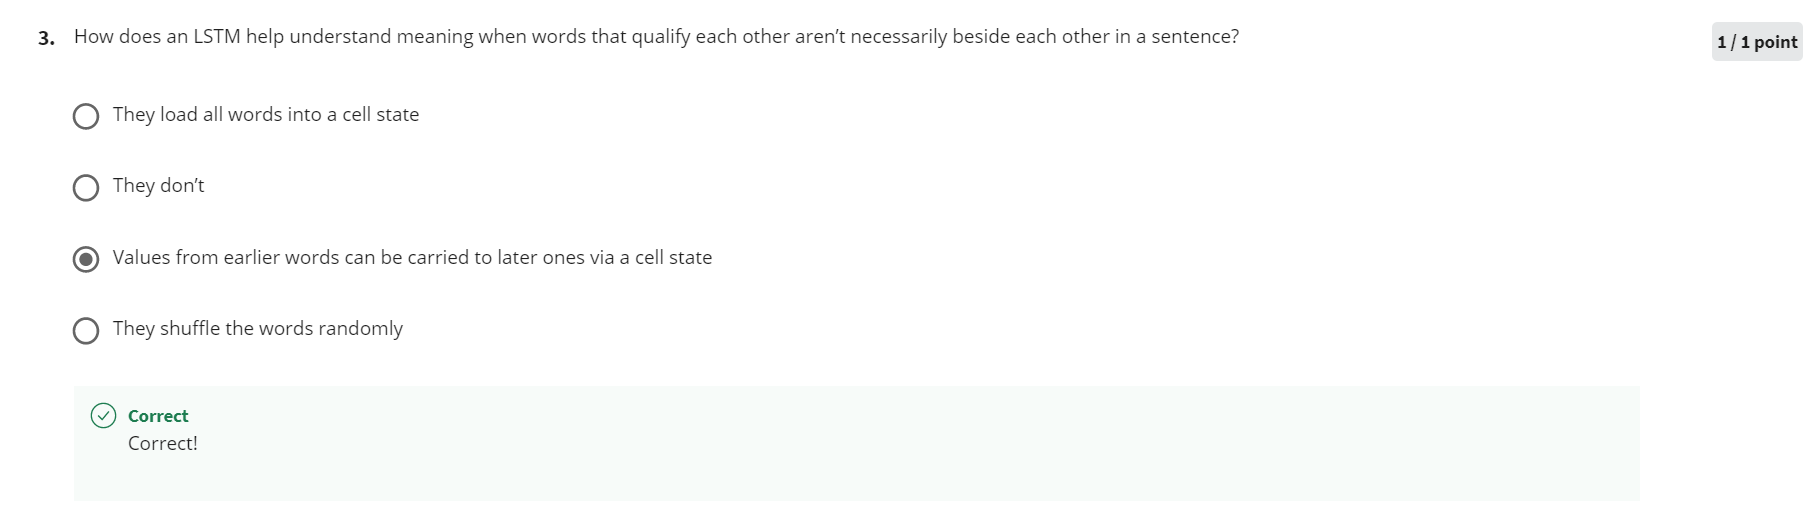 3. How does an LSTM help understand meaning when words that qualify each other aren’t necessarily beside each other in a sentence?
1 / 1 point
They load all words into a cell state
They don’t
Values from earlier words can be carried to later ones via a cell state
They shuffle the words randomly
Correct
Correct!